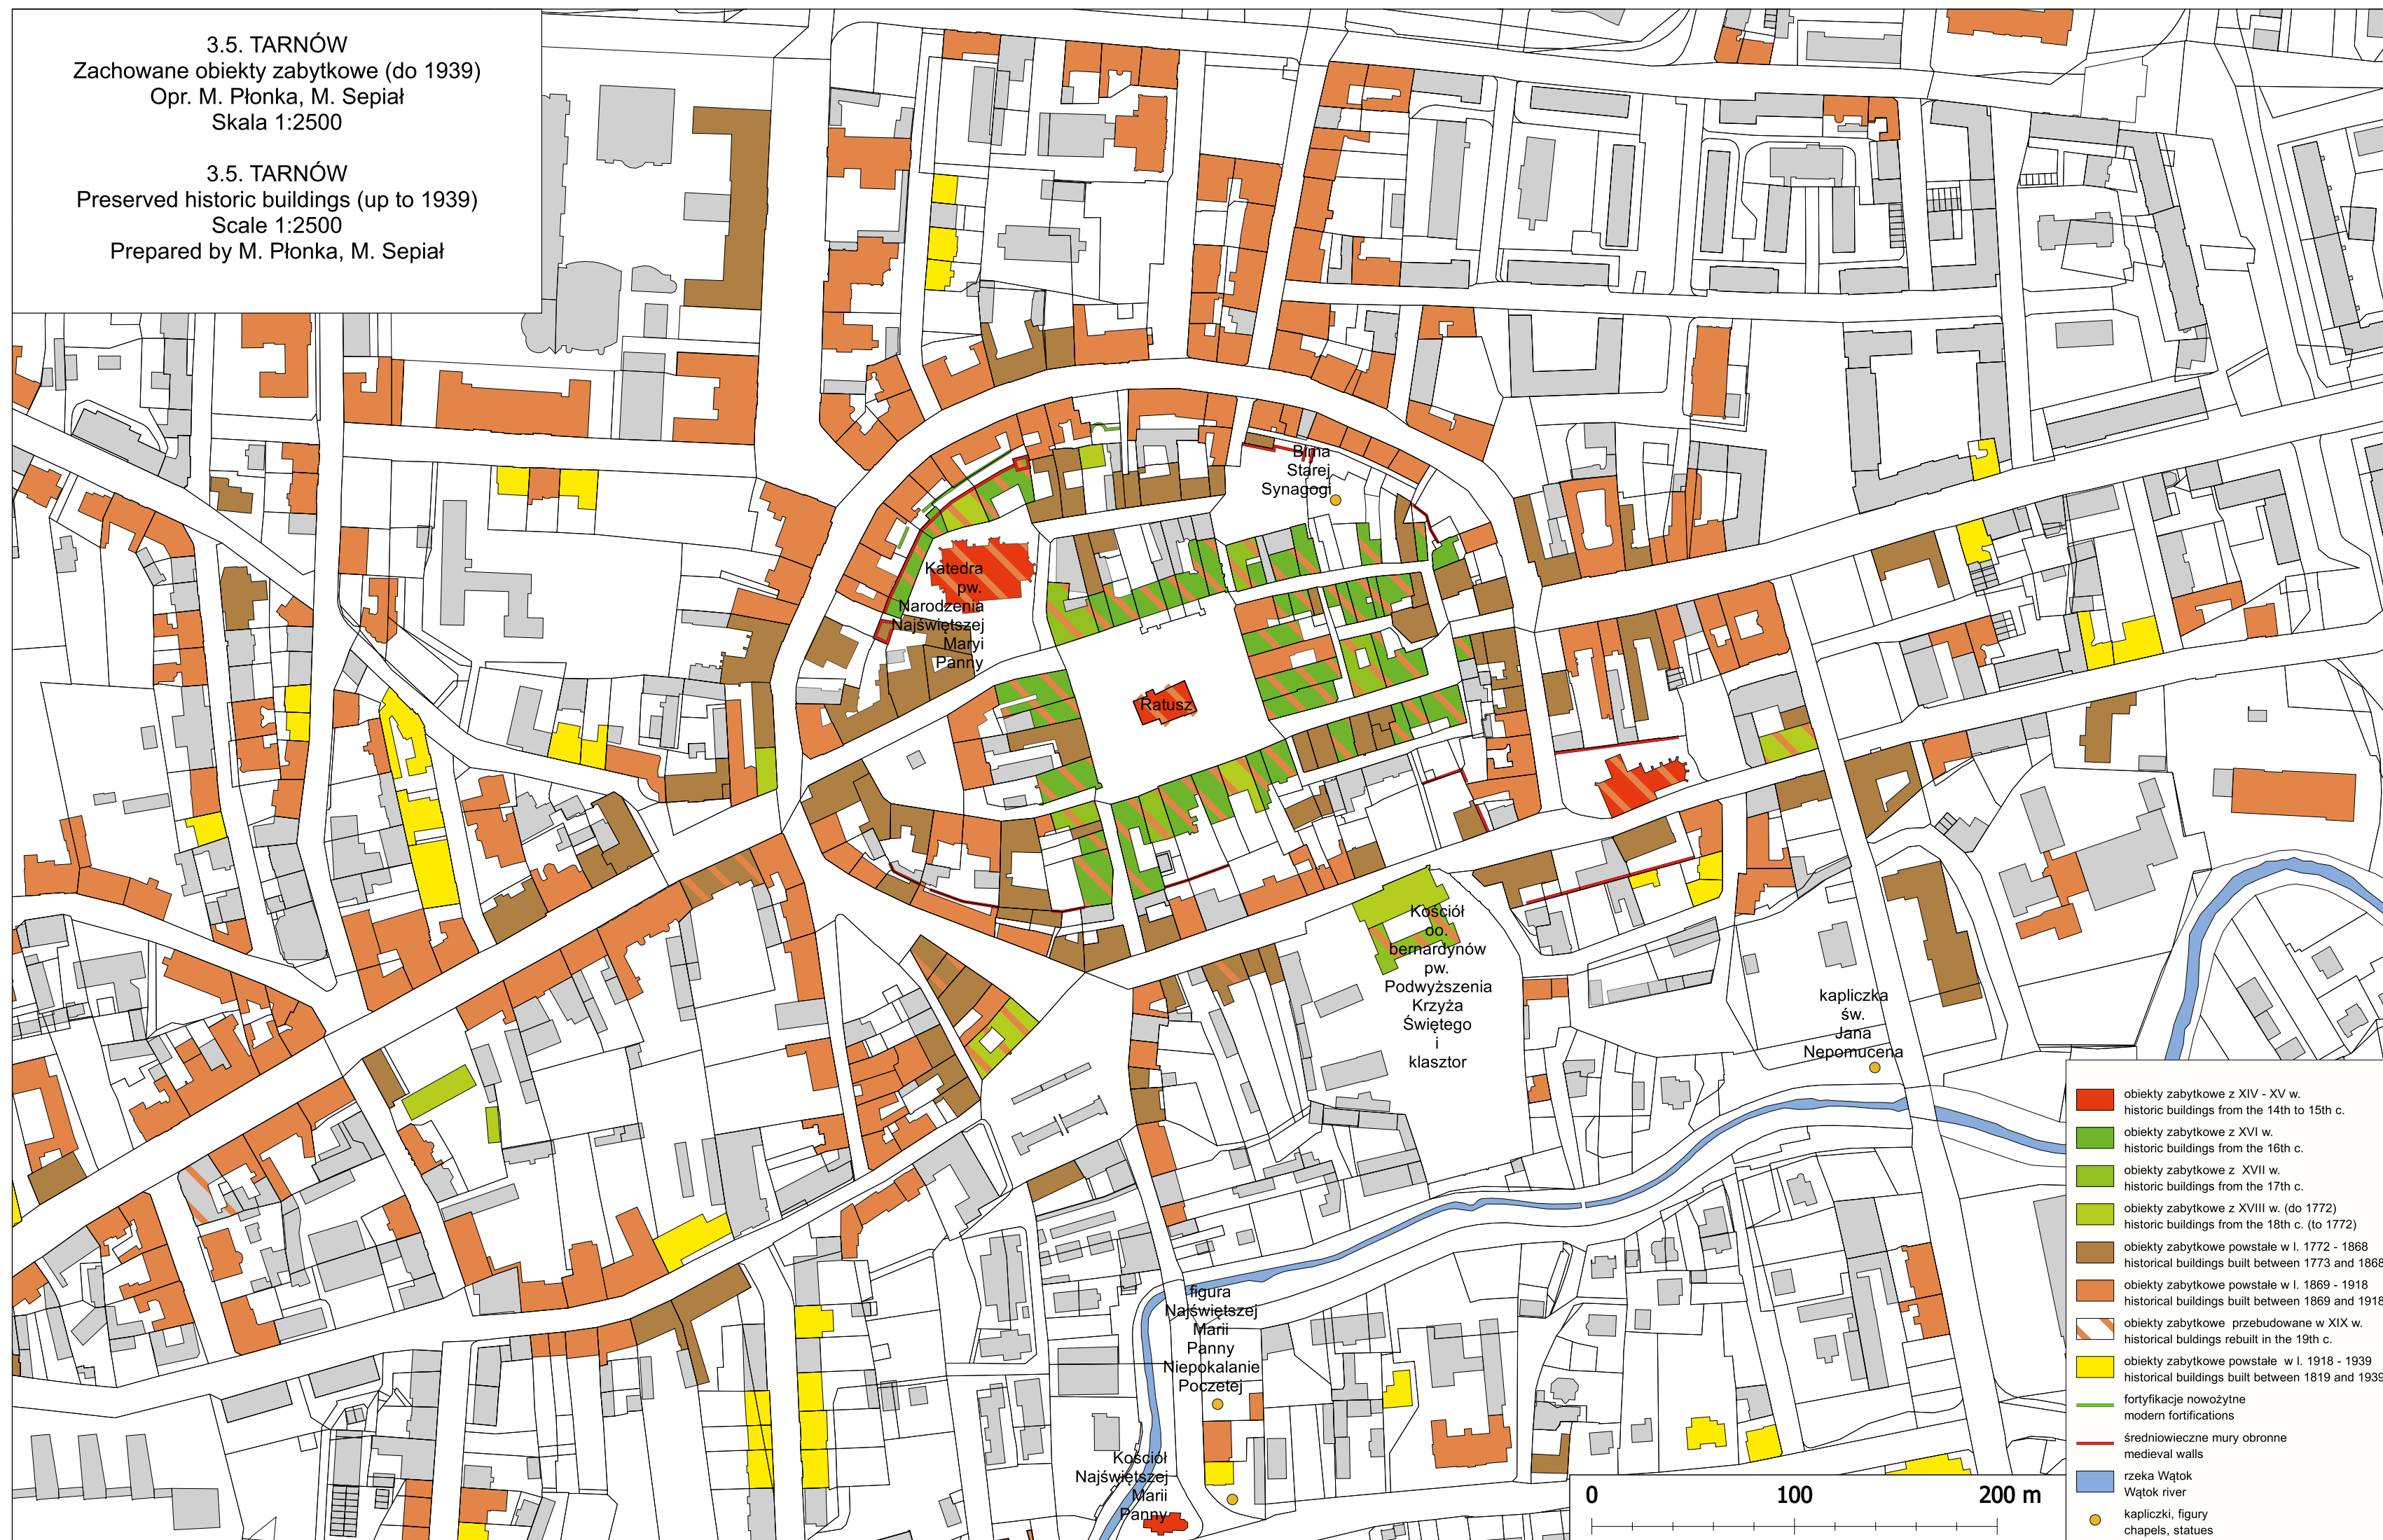 3.5. TARNÓW
Zachowane obiekty zabytkowe (do 1939)
Opr. M. Płonka, M. Sepiał
Skala 1:2500
3.5. TARNÓW
Preserved historic buildings (up to 1939)
Scale 1:2500
Prepared by M. Płonka, M. Sepiał
Bima
Starej
Synagogi
Katedra
pw.
Narodzenia
Najświętszej
Maryi
Panny
Ratusz
Kościół
oo.
bernardynów
pw.
Podwyższenia
Krzyża
Świętego
i
klasztor
kapliczka
św.
Jana
Nepomucena
figura
Najświętszej
Marii
Panny
Niepokalanie
Poczetej
Kościół
Najświętszej
Marii
Panny
obiekty zabytkowe z XIV - XV w.
historic buildings from the 14th to 15th c.
obiekty zabytkowe z XVI w.
historic buildings from the 16th c.
obiekty zabytkowe z XVII w.
historic buildings from the 17th c.
obiekty zabytkowe z XVIII w. (do 1772)
historic buildings from the 18th c. (to 1772)
obiekty zabytkowe powstałe w l. 1772 - 1868
historical buildings built between 1773 and 1868
obiekty zabytkowe powstałe w l. 1869 - 1918
historical buildings built between 1869 and 1918
obiekty zabytkowe przebudowane w XIX w.
historical buldings rebuilt in the 19th c.
obiekty zabytkowe powstałe w l. 1918 - 1939
historical buildings built between 1819 and 1939
fortyfikacje nowożytne
modern fortifications
średniowieczne mury obronne
medieval walls
rzeka Wątok
Wątok river
kapliczki, figury
chapels, statues
0 100 200 m